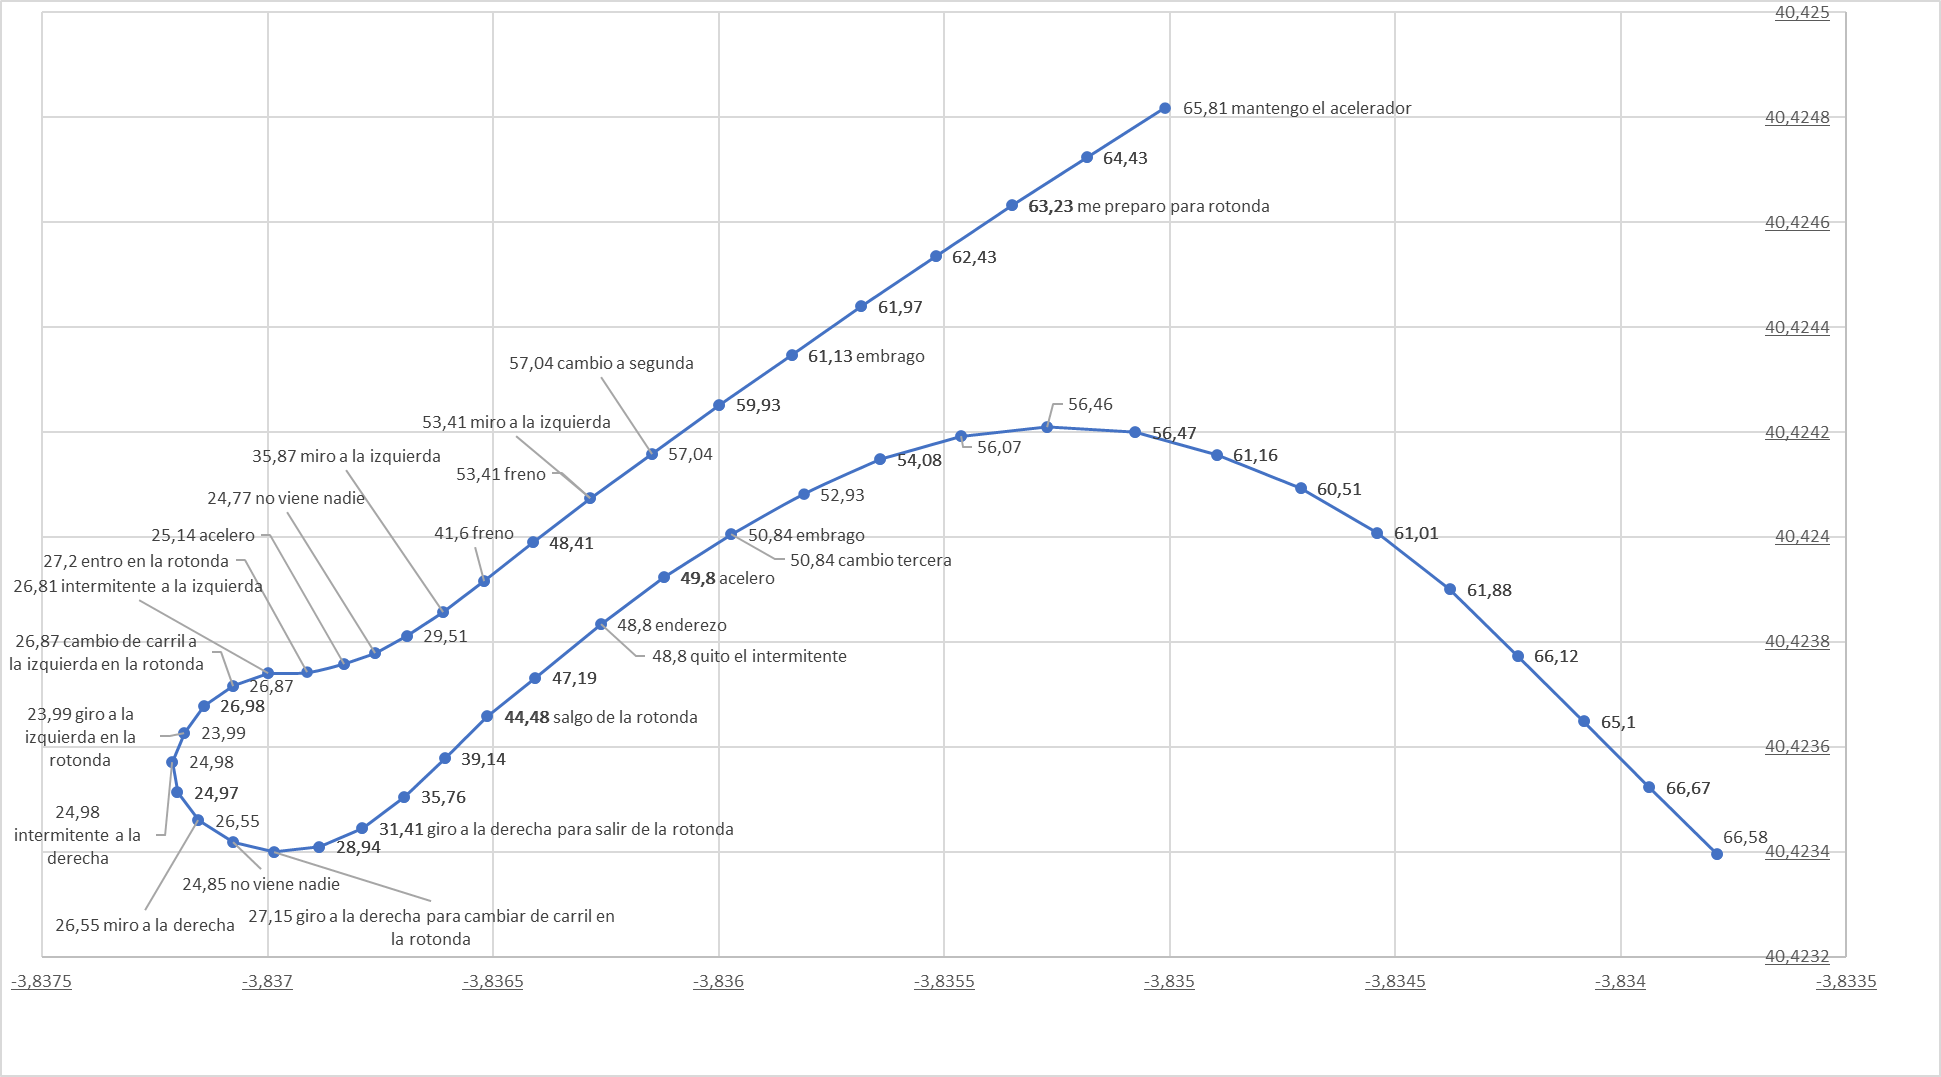 40,425
65,81 mantengo el acelerador
40,4248
64,43
63,23 me preparo para rotonda
40,4246
62,43
61,97
40,4244
61,13 embrago
57,04 cambio a segunda
59,93
56,46
53,41 miro a la izquierda
56,47
40,4242
56,07
57,04
35,87 miro a la izquierda
61,16
54,08
53,41 freno
60,51
24,77 no viene nadie
52,93
41,6 freno
61,01
25,14 acelero
50,84 embrago
40,424
48,41
27,2 entro en la rotonda
50,84 cambio tercera
49,8 acelero
26,81 intermitente a la izquierda
61,88
48,8 enderezo
29,51
26,87 cambio de carril a
la izquierda en la rotonda
40,4238
48,8 quito el intermitente
66,12
47,19
26,87
26,98
23,99 giro a la
izquierda en la
rotonda
44,48 salgo de la rotonda
65,1
23,99
40,4236
39,14
24,98
66,67
24,97
35,76
24,98
intermitente a la
derecha
26,55
31,41 giro a la derecha para salir de la rotonda
66,58
28,94
40,4234
24,85 no viene nadie
27,15 giro a la derecha para cambiar de carril en
la rotonda
26,55 miro a la derecha
40,4232
-3,8375
-3,837
-3,8365
-3,836
-3,8355
-3,835
-3,8345
-3,834
-3,8335